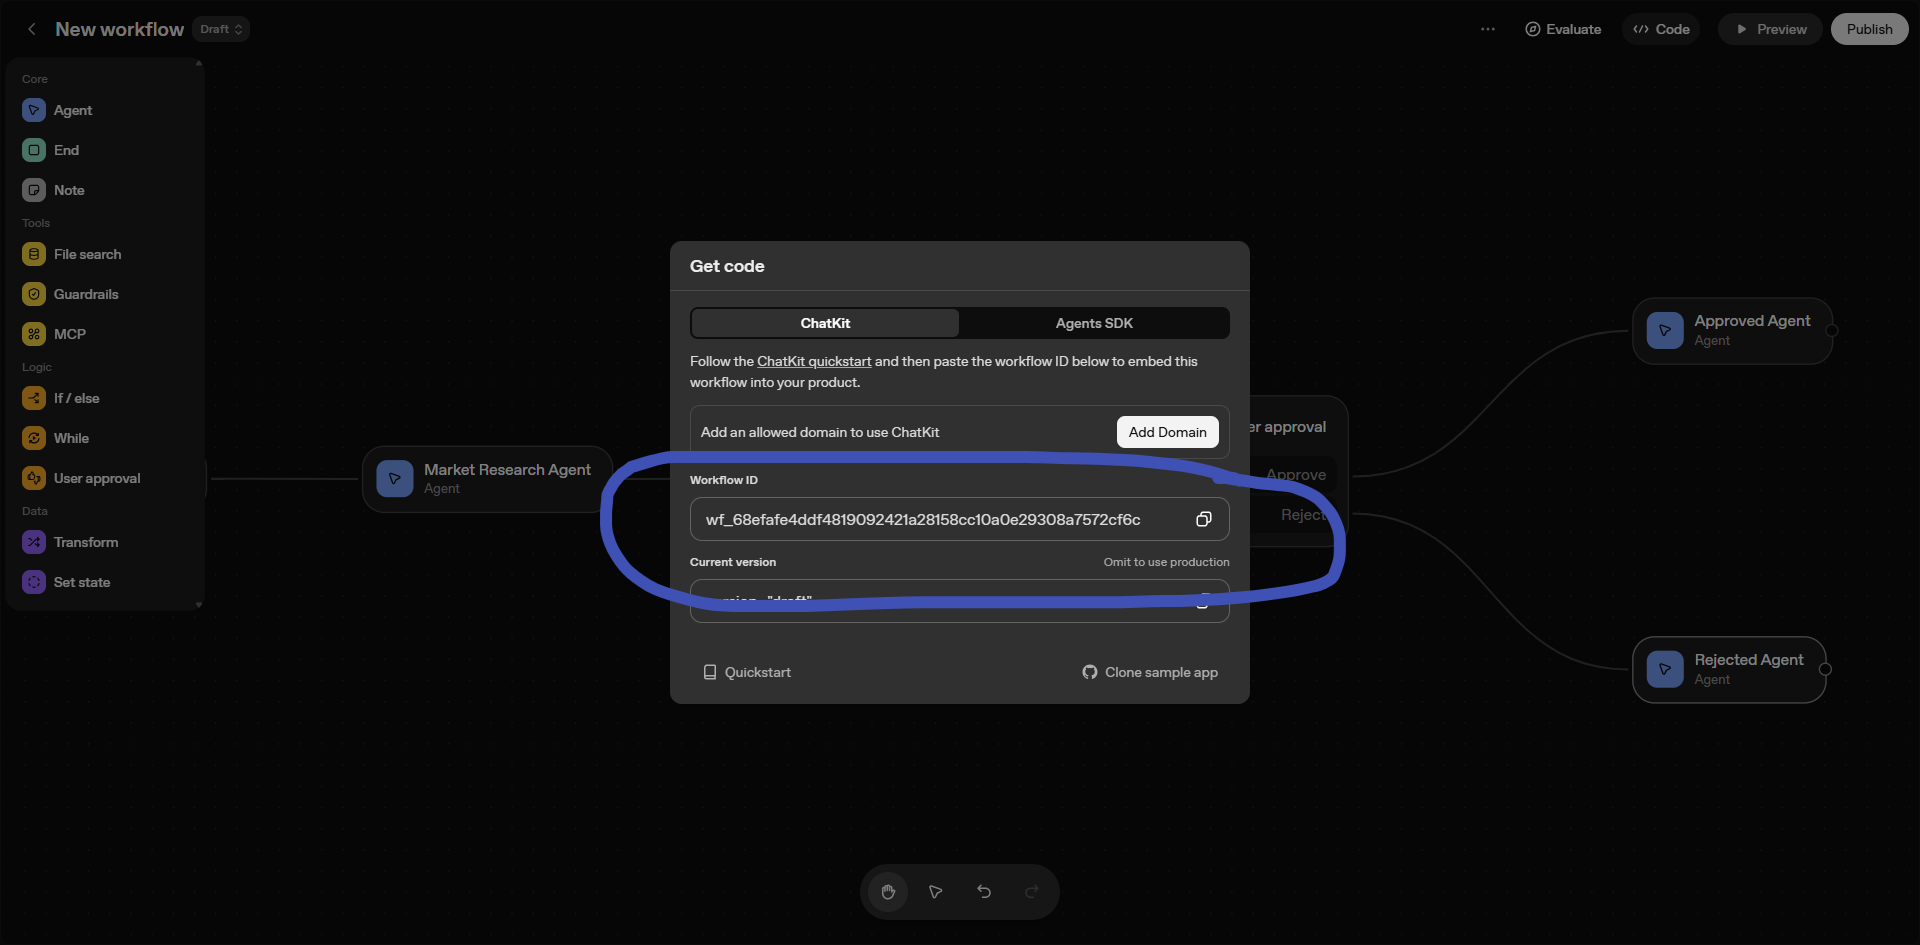 New workflow
Draft
Evaluate
Code
Preview
Publish
Core
Agent
End
Note
Tools
File search
Guardrails
MCP
Logic
If / else
While
User approval
Data
Transform
Set state
Market Research Agent
Agent
Get code
ChatKit
Agents SDK
Follow the ChatKit quickstart and then paste the workflow ID below to embed this
workflow into your product.
Add an allowed domain to use ChatKit
Add Domain
Workflow ID
wf_68efafe4ddf4819092421a28158cc10a0e29308a7572cf6c
Current version
Omit to use production
"draft"
Quickstart
Clone sample app
er approval
Approve
Reject
Approved Agent
Agent
Rejected Agent
Agent